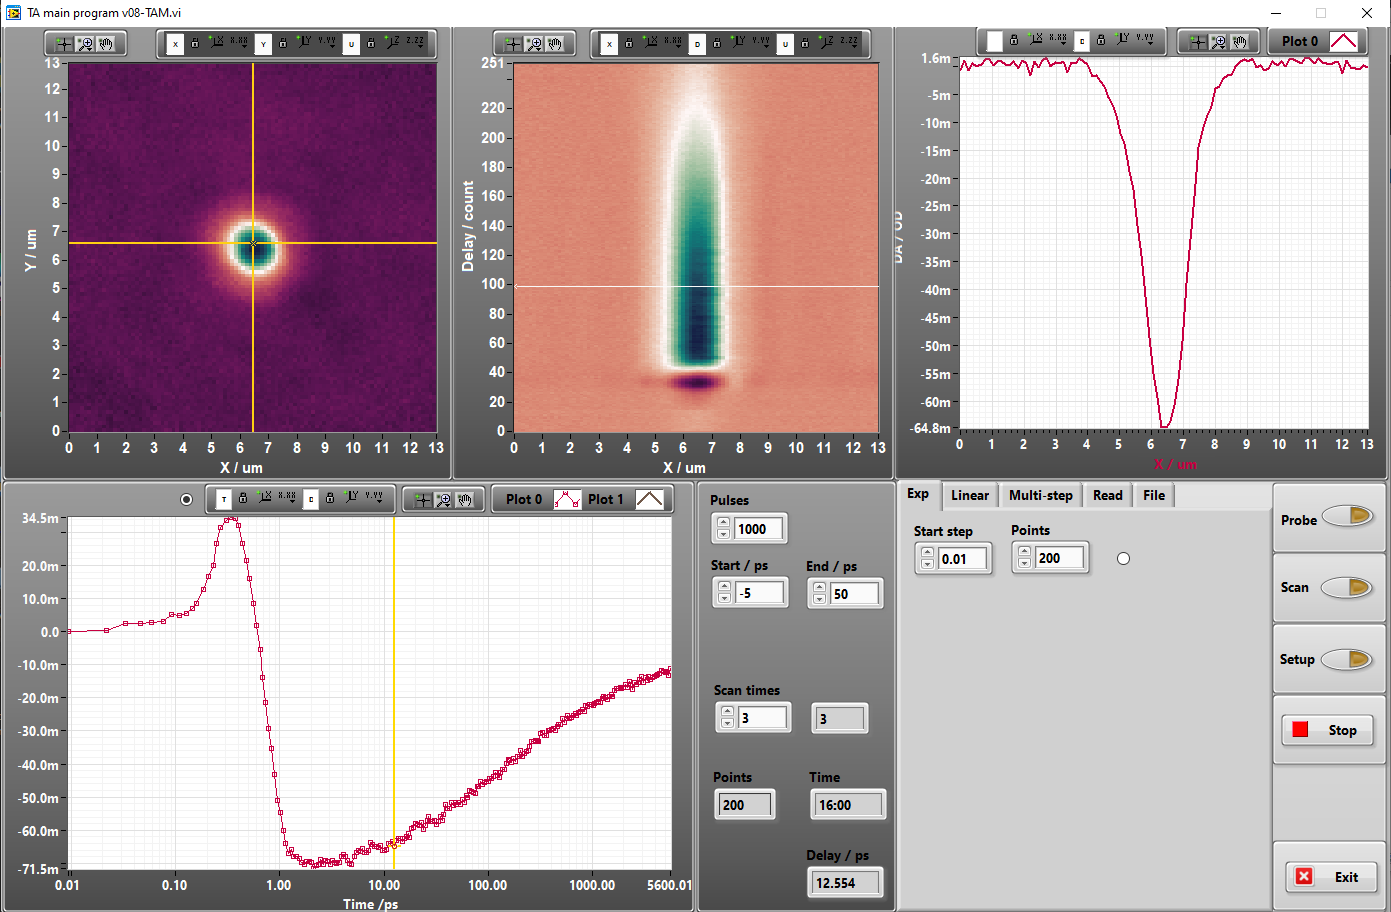 TA main program v08-TAM.vi
X X.XX Y Y.YY U Z.ZZ
13
12
11
10
9
8
7
6
5
4
3
2
1
0
Y / um
0 1 2 3 4 5 6 7 8 9 10 11 12 13
X / um
X X.XX D Y.YY U Z.ZZ
251
220
200
180
160
140
120
100
80
60
40
20
0
Delay / count
0 1 2 3 4 5 6 7 8 9 10 11 12 13
X / um
X.XX Y.YY Plot 0
1.6m
-5m
-10m
-15m
-20m
-25m
-30m
-35m
-40m
-45m
-50m
-55m
-60m
-64.8m
DA / OD
0 1 2 3 4 5 6 7 8 9 10 11 12 13
X / um
T X.XX Y.YY Plot 0 Plot 1
34.5m
20.0m
10.0m
0.0
-10.0m
-20.0m
-30.0m
-40.0m
-50.0m
-60.0m
-71.5m
0.01 0.10 1.00 10.00 100.00 1000.00 5600.01
Time /ps
Pulses
1000
Start / ps End / ps
-5 50
Scan times
3 3
Points Time
200 16:00
Delay / ps
12.554
Exp Linear Multi-step Read File
Start step Points
0.01 200
Probe
Scan
Setup
Stop
Exit